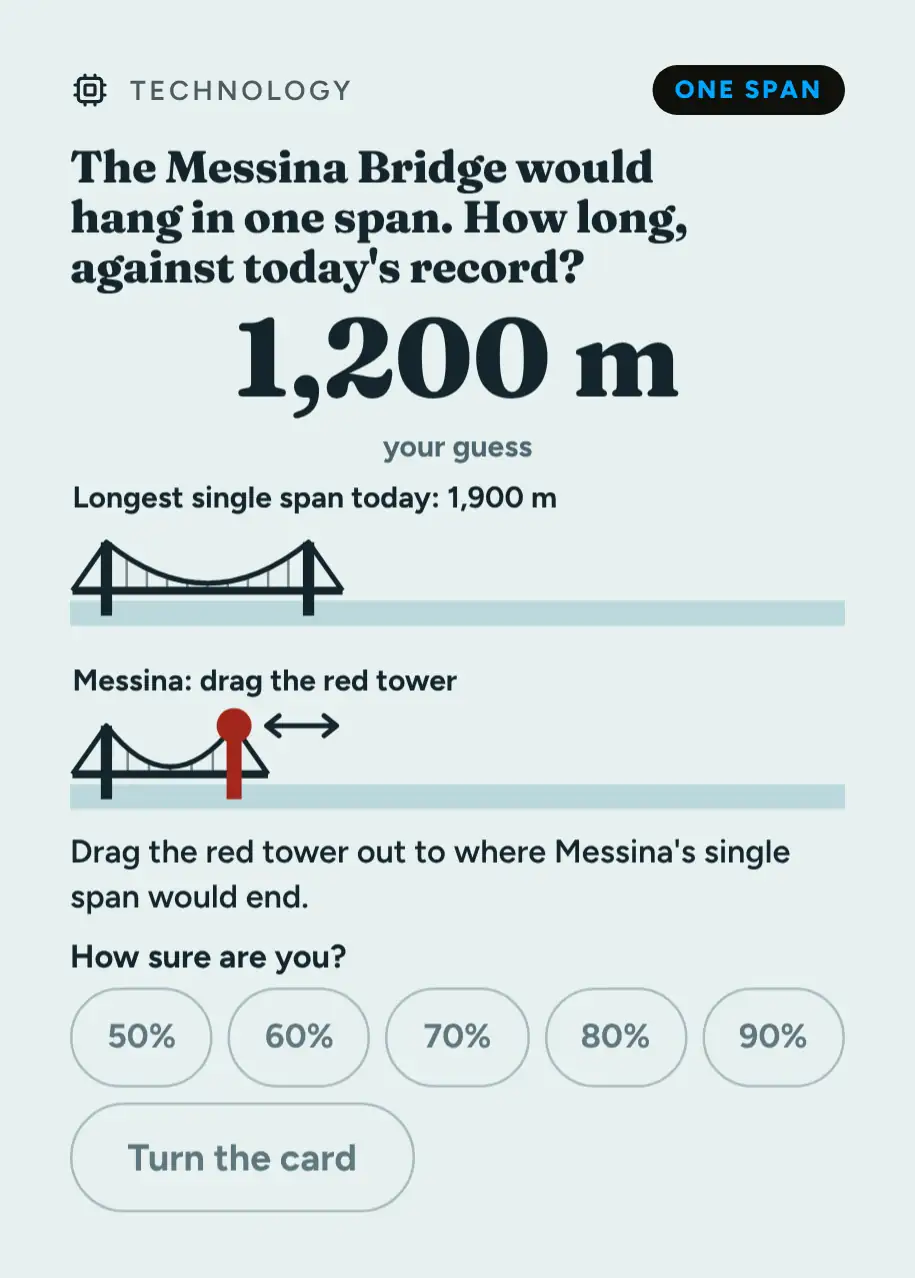 TECHNOLOGY
ONE SPAN
The Messina Bridge would
hang in one span. How long,
against today's record?
1,200 m
your guess
Longest single span today: 1,900 m
Messina: drag the red tower
Drag the red tower out to where Messina's single
span would end.
How sure are you?
50%
60%
70%
80%
90%
Turn the card